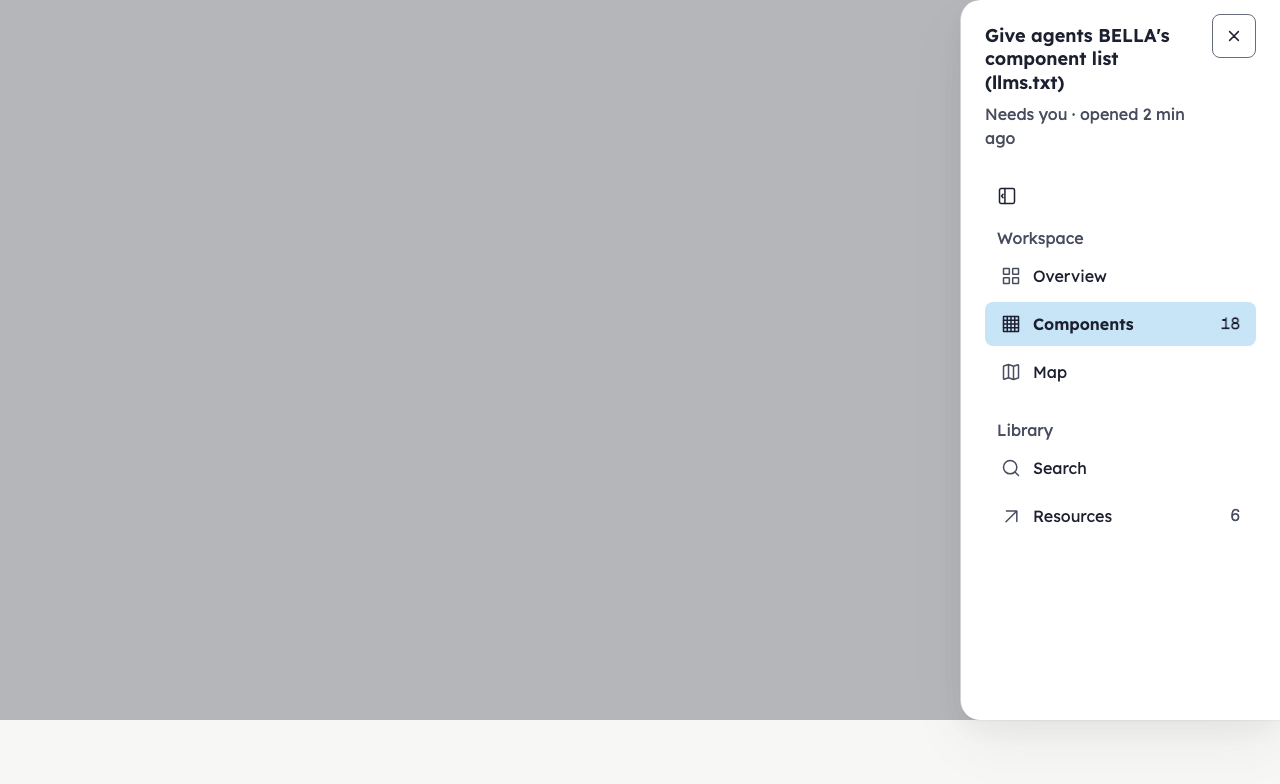 Give agents BELLA's
component list
(llms.txt)
Needs you · opened 2 min
ago
Workspace
Overview
Components 18
Map
Library
Search
Resources 6